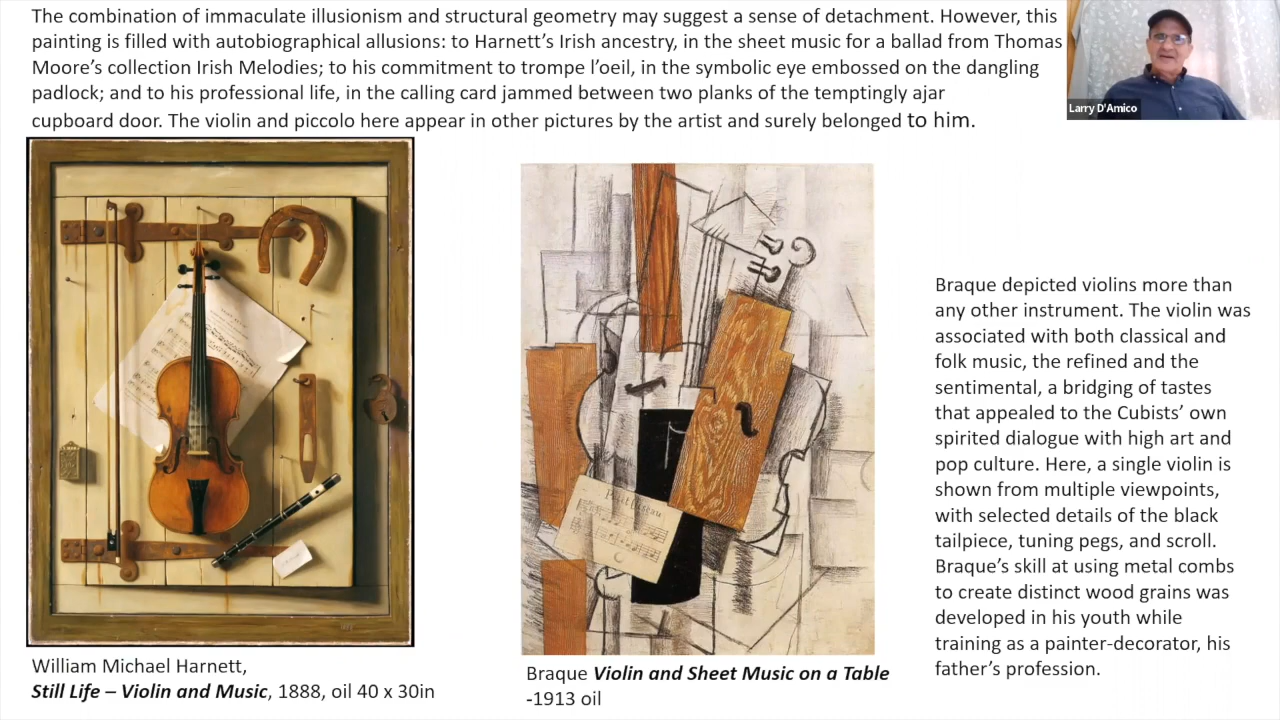 The combination of immaculate illusionism and structural geometry may suggest a sense of detachment. However, this
painting is filled with autobiographical allusions: to Harnett's Irish ancestry, in the sheet music for a ballad from Thomas
Moore's collection Irish Melodies; to his commitment to trompe l'oeil, in the symbolic eye embossed on the dangling
padlock; and to his professional life, in the calling card jammed between two planks of the temptingly ajar
cupboard door. The violin and piccolo here appear in other pictures by the artist and surely belonged to him.
Larry D'Amico
William Michael Harnett,
Still Life – Violin and Music, 1888, oil 40 x 30in
Braque Violin and Sheet Music on a Table
-1913 oil
Braque depicted violins more than
any other instrument. The violin was
associated with both classical and
folk music, the refined and the
sentimental, a bridging of tastes
that appealed to the Cubists' own
spirited dialogue with high art and
pop culture. Here, a single violin is
shown from multiple viewpoints,
with selected details of the black
tailpiece, tuning pegs, and scroll.
Braque's skill at using metal combs
to create distinct wood grains was
developed in his youth while
training as a painter-decorator, his
father's profession.